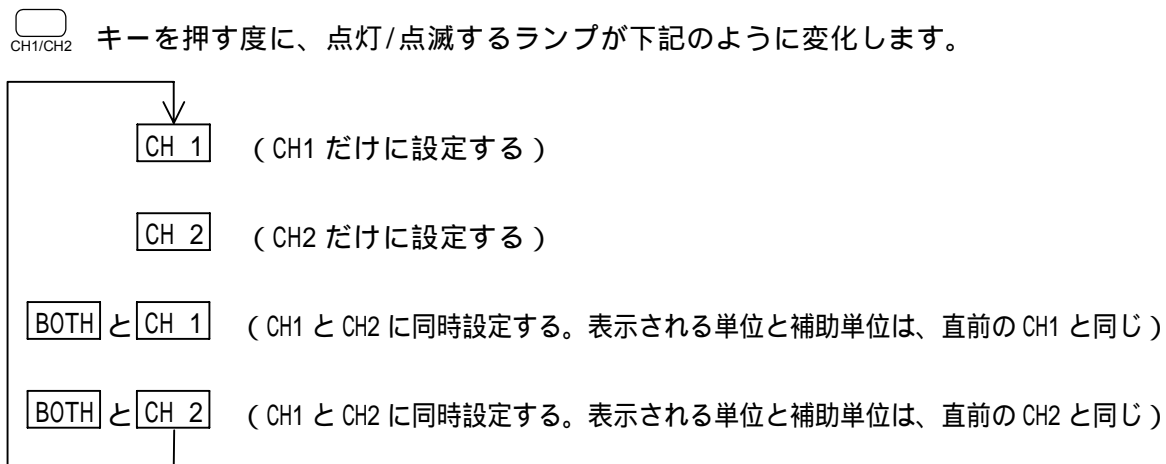 CH1/CH2 キーを押す度に、点灯/点滅するランプが下記のように変化します。
CH 1 (CH1 だけに設定する)
CH 2 (CH2 だけに設定する)
BOTH と CH 1 (CH1 と CH2 に同時設定する。表示される単位と補助単位は、直前の CH1 と同じ)
BOTH と CH 2 (CH1 と CH2 に同時設定する。表示される単位と補助単位は、直前の CH2 と同じ)